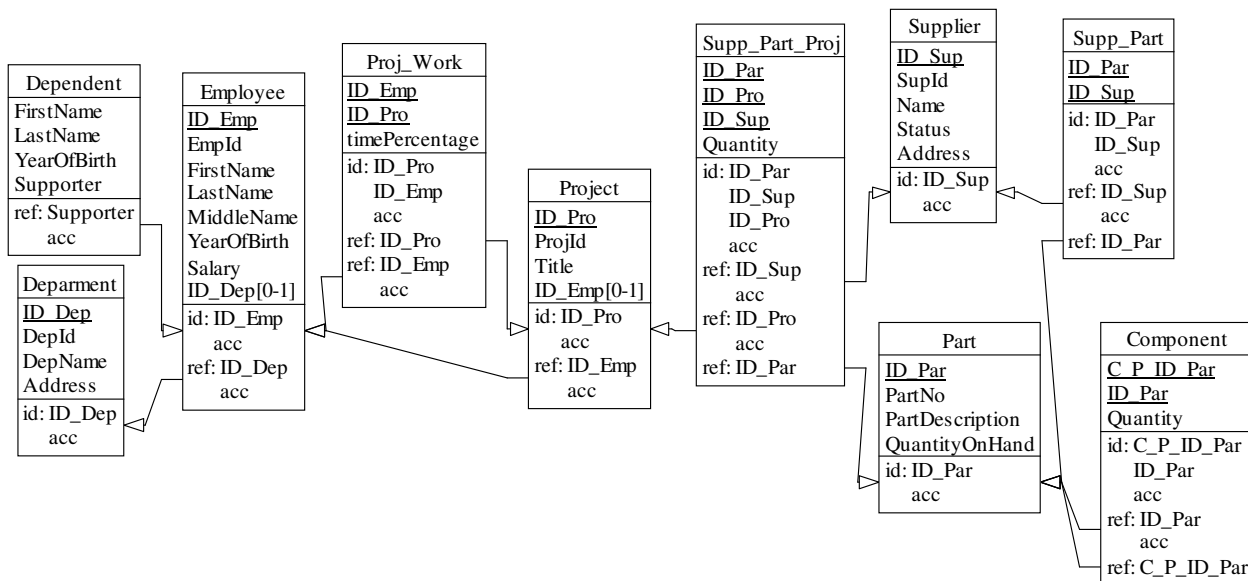 Dependent
FirstName
LastName
YearOfBirth
Supporter
ref: Supporter
acc
Deparment
ID_Dep
DepId
DepName
Address
id: ID_Dep
acc
Employee
ID_Emp
EmpId
FirstName
LastName
MiddleName
YearOfBirth
Salary
ID_Dep[0-1]
id: ID_Emp
acc
ref: ID_Dep
acc
Proj_Work
ID_Emp
ID_Pro
timePercentage
id: ID_Pro
ID_Emp
acc
ref: ID_Pro
ref: ID_Emp
acc
Project
ID_Pro
ProjId
Title
ID_Emp[0-1]
id: ID_Pro
acc
ref: ID_Emp
acc
Supp_Part_Proj
ID_Par
ID_Pro
ID_Sup
Quantity
id: ID_Par
ID_Sup
ID_Pro
acc
ref: ID_Sup
acc
ref: ID_Pro
acc
ref: ID_Par
Supplier
ID_Sup
SupId
Name
Status
Address
id: ID_Sup
acc
Supp_Part
ID_Par
ID_Sup
id: ID_Par
ID_Sup
acc
ref: ID_Sup
acc
ref: ID_Par
Part
ID_Par
PartNo
PartDescription
QuantityOnHand
id: ID_Par
acc
Component
C_P_ID_Par
ID_Par
Quantity
id: C_P_ID_Par
ID_Par
acc
ref: ID_Par
acc
ref: C_P_ID_Par